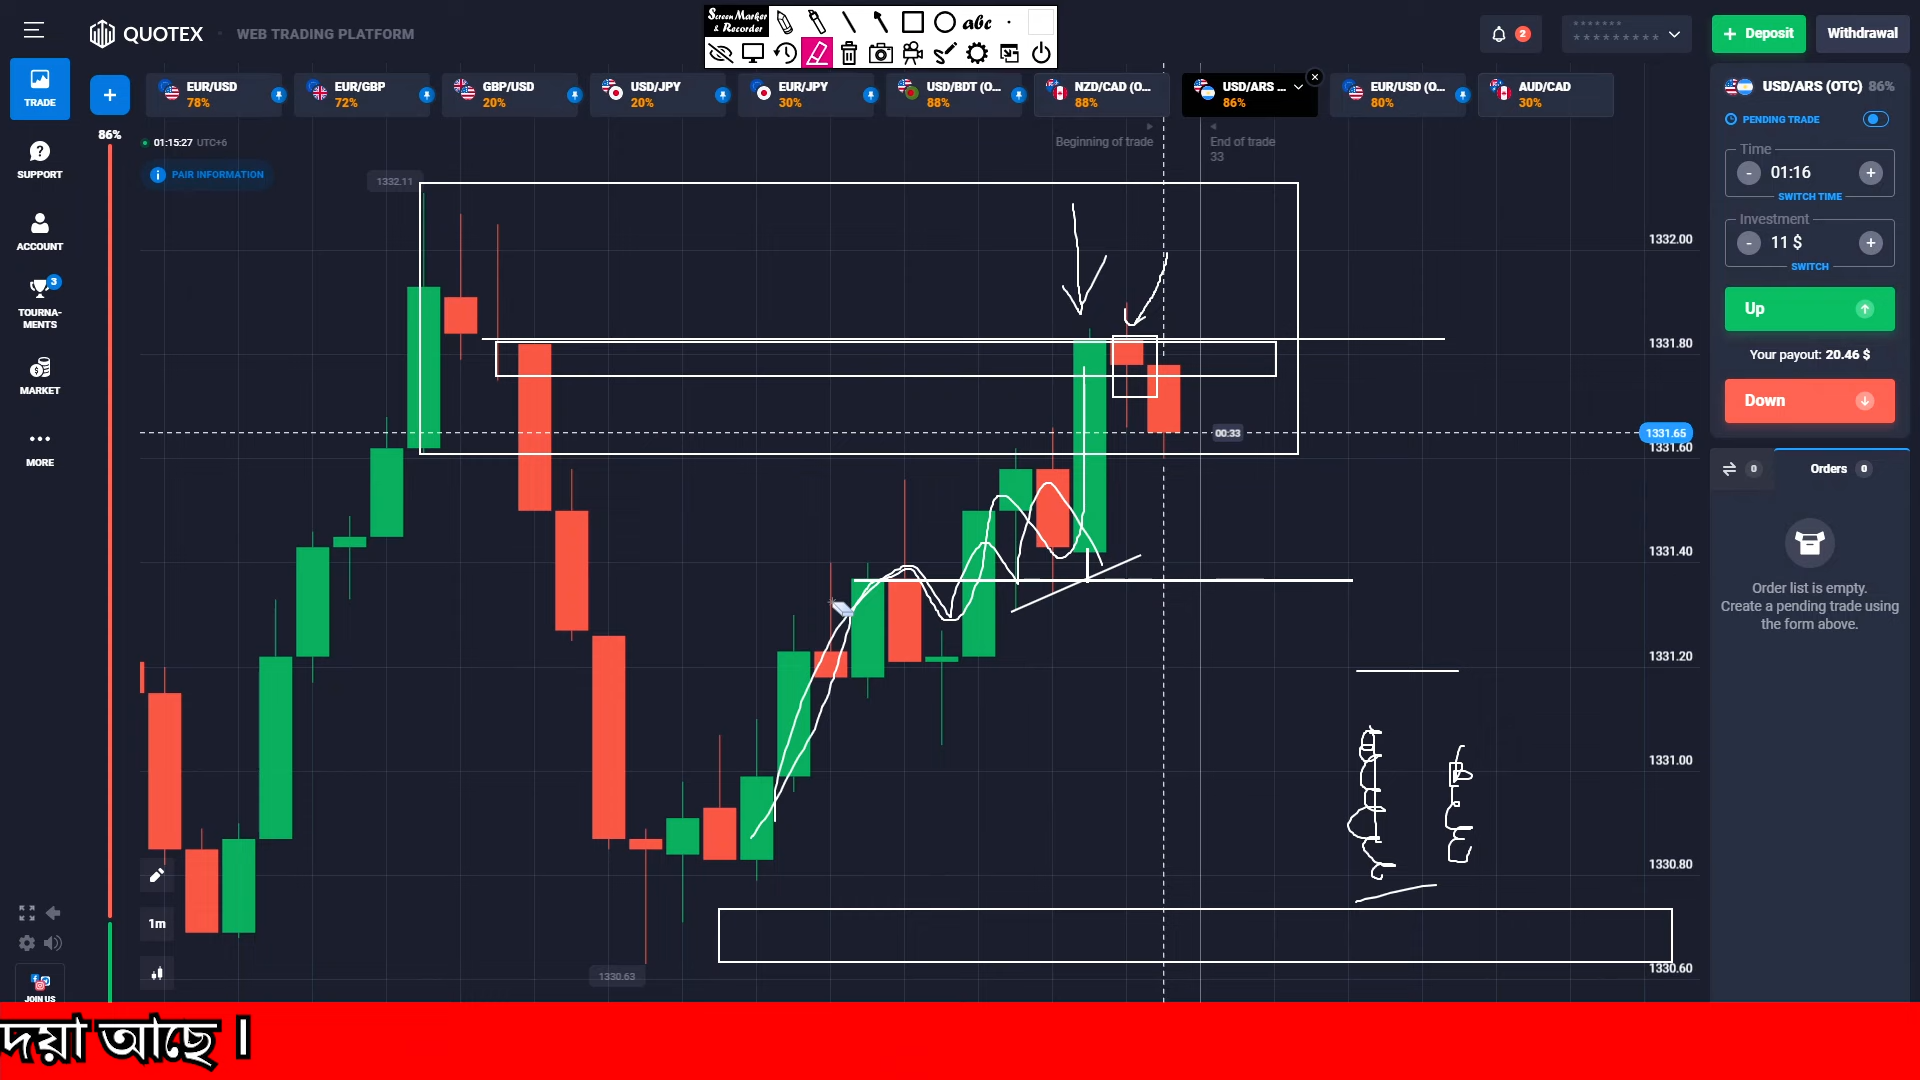 Screen Marker
& Recorder
abc
QUOTEX
WEB TRADING PLATFORM
2
*******
*********
+ Deposit
Withdrawal
TRADE
+
EUR/USD
78%
EUR/GBP
72%
GBP/USD
20%
USD/JPY
20%
EUR/JPY
30%
USD/BDT (O...
88%
NZD/CAD (O...
88%
USD/ARS ...
86%
EUR/USD (O...
80%
AUD/CAD
30%
USD/ARS (OTC) 86%
PENDING TRADE
86%
01:15:27 UTC+6
PAIR INFORMATION
Beginning of trade
End of trade
33
Time
- 01:16 +
SWITCH TIME
Investment
- 11 $ +
SWITCH
Up
Your payout: 20.46 $
Down
0
Orders 0
Order list is empty.
Create a pending trade using
the form above.
SUPPORT
ACCOUNT
3
TOURNA-
MENTS
MARKET
MORE
1332.11
1332.00
1331.80
00:33
1331.65
1331.60
1331.40
1331.20
1331.00
1330.80
1330.60
1330.63
1m
JOIN US
দয়া আছে ।